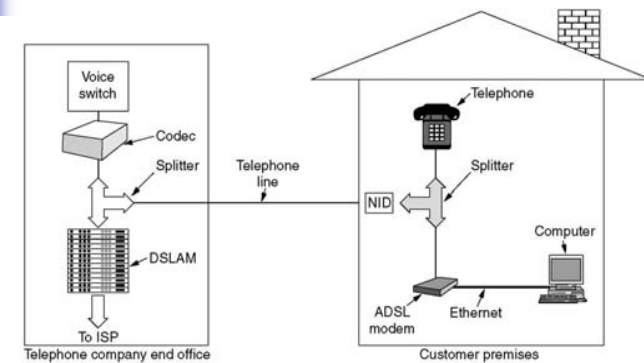 Voice
switch
Codec
Splitter
DSLAM
To ISP
Telephone company end office
Telephone
line
Telephone
Splitter
NID
Computer
ADSL
modem
Ethernet
Customer premises